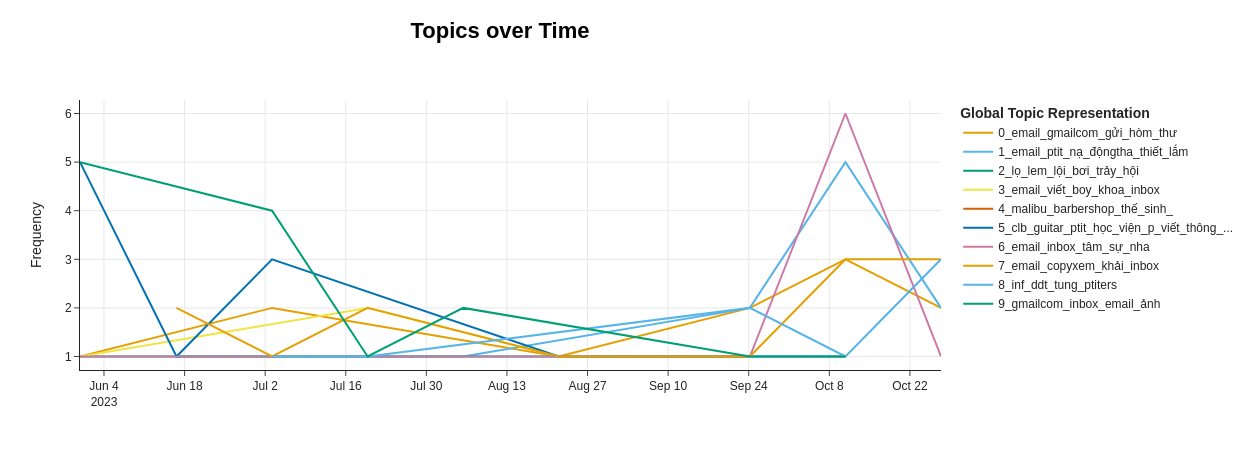 Topics over Time
Global Topic Representation
0_email_gmailcom_gửi_hòm_thư
1_email_ptit_nạ_độngtha_thiết_lắm
2_lọ_lem_lội_bơi_trảy_hội
3_email_viết_boy_khoa_inbox
4_malibu_barbershop_thế_sinh_
5_clb_guitar_ptit_học_viện_p_viết_thông_...
6_email_inbox_tâm_sự_nha
7_email_copyxem_khải_inbox
8_inf_ddt_tung_ptiters
9_gmailcom_inbox_email_ảnh
Frequency
6
5
4
3
2
1
Jun 4
2023
Jun 18
Jul 2
Jul 16
Jul 30
Aug 13
Aug 27
Sep 10
Sep 24
Oct 8
Oct 22